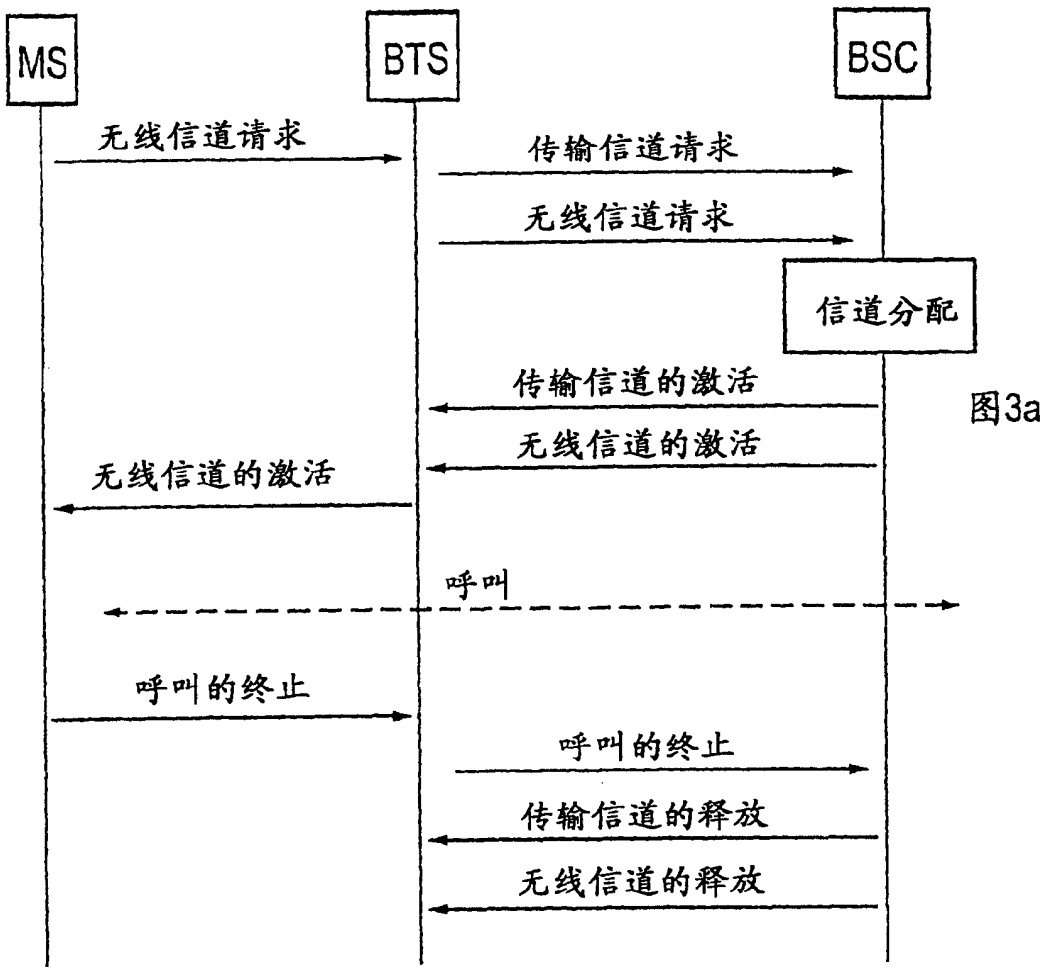 MS
BTS
BSC
无线信道请求
传输信道请求
无线信道请求
信道分配
传输信道的激活
图3a
无线信道的激活
无线信道的激活
呼叫
呼叫的终止
呼叫的终止
传输信道的释放
无线信道的释放